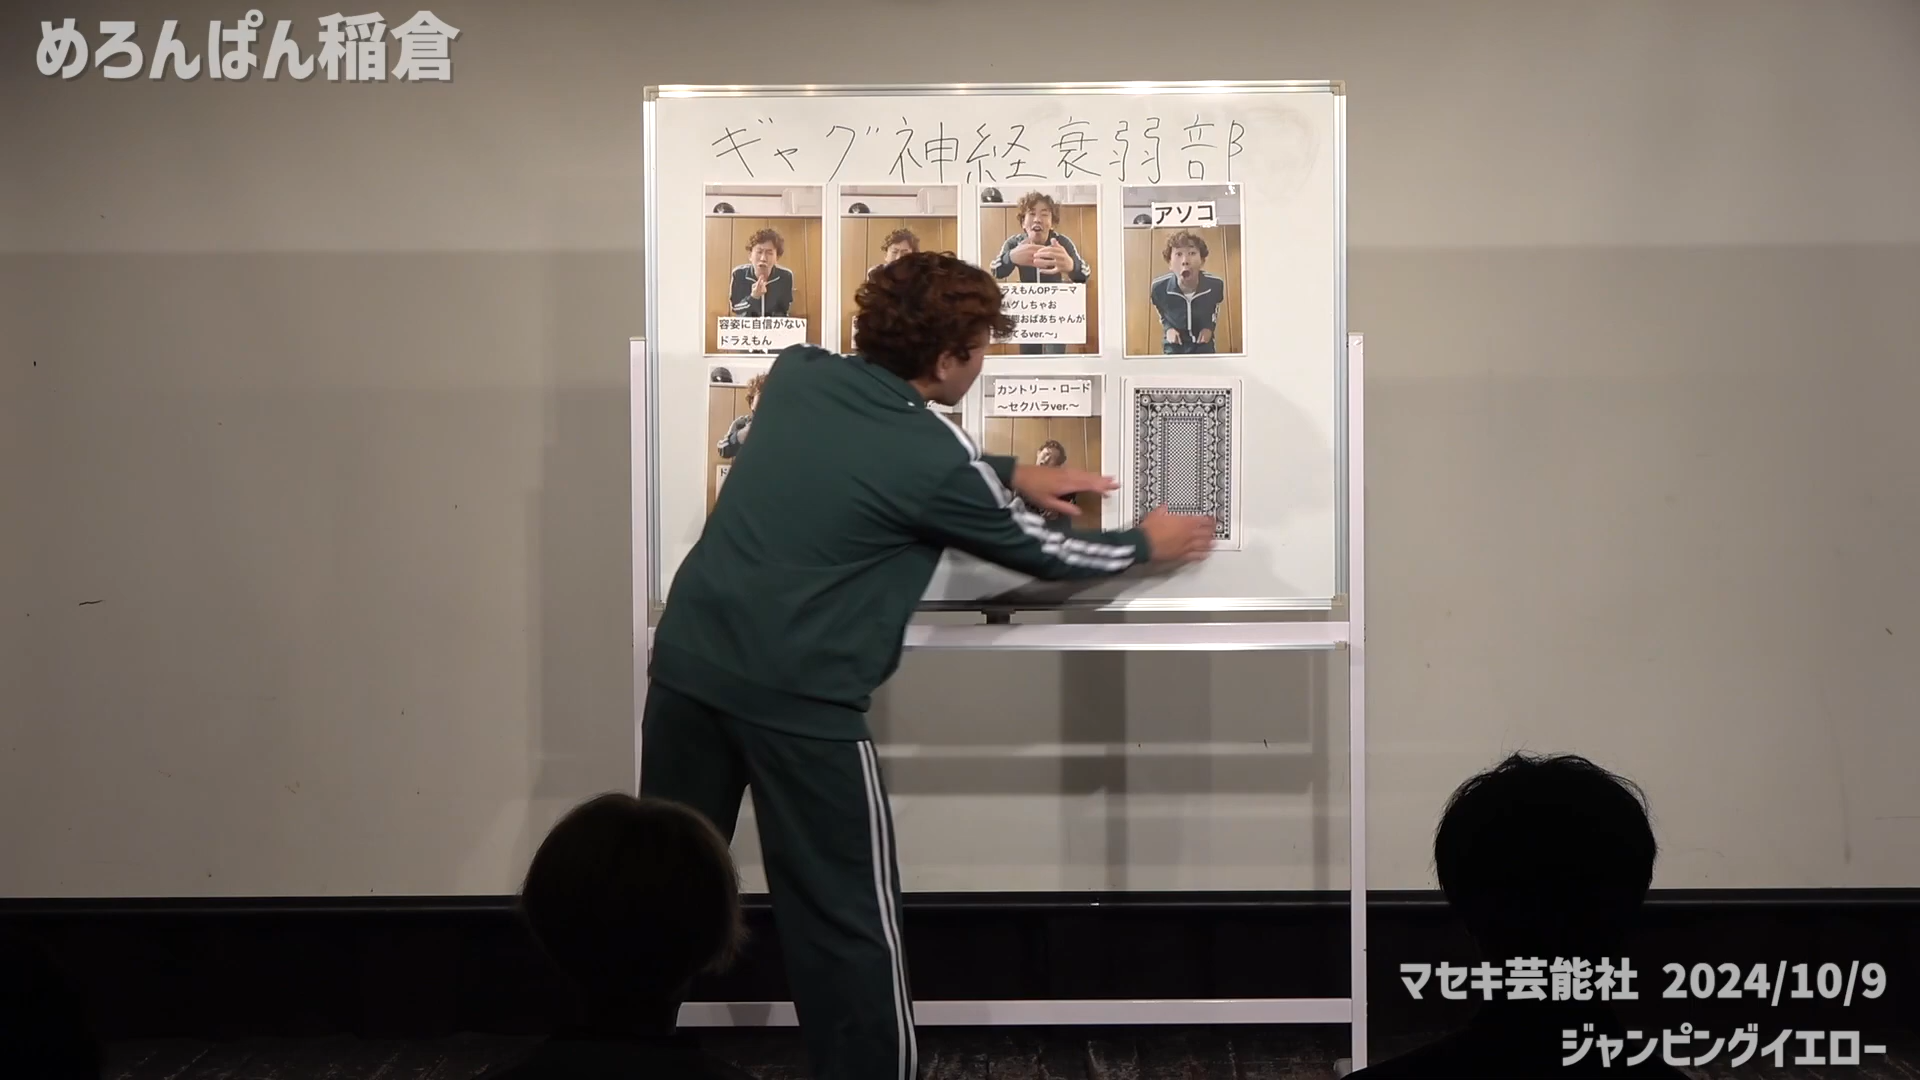 めろんぱん稲倉
ギャグ神経衰弱部
容姿に自信がない
ドラえもん
ラえもんOPテーマ
ハグしちゃお
おばあちゃんが
てるver.〜」
アソコ
カントリー・ロード
〜セクハラver.〜
マセキ芸能社 2024/10/9
ジャンピングイエロー